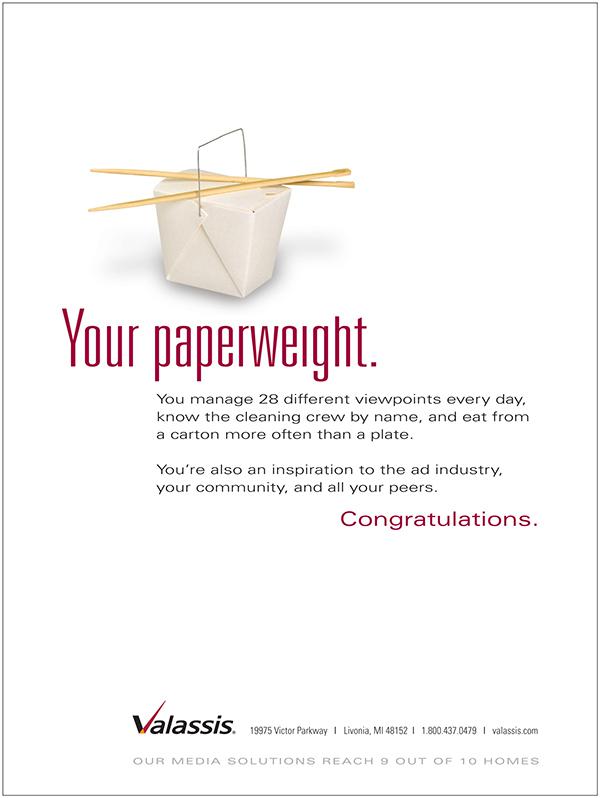 Your paperweight.
You manage 28 different viewpoints every day,
know the cleaning crew by name, and eat from
a carton more often than a plate.
You’re also an inspiration to the ad industry,
your community, and all your peers.
Congratulations.
Valassis® 19975 Victor Parkway | Livonia, MI 48152 | 1.800.437.0479 | valassis.com
OUR MEDIA SOLUTIONS REACH 9 OUT OF 10 HOMES